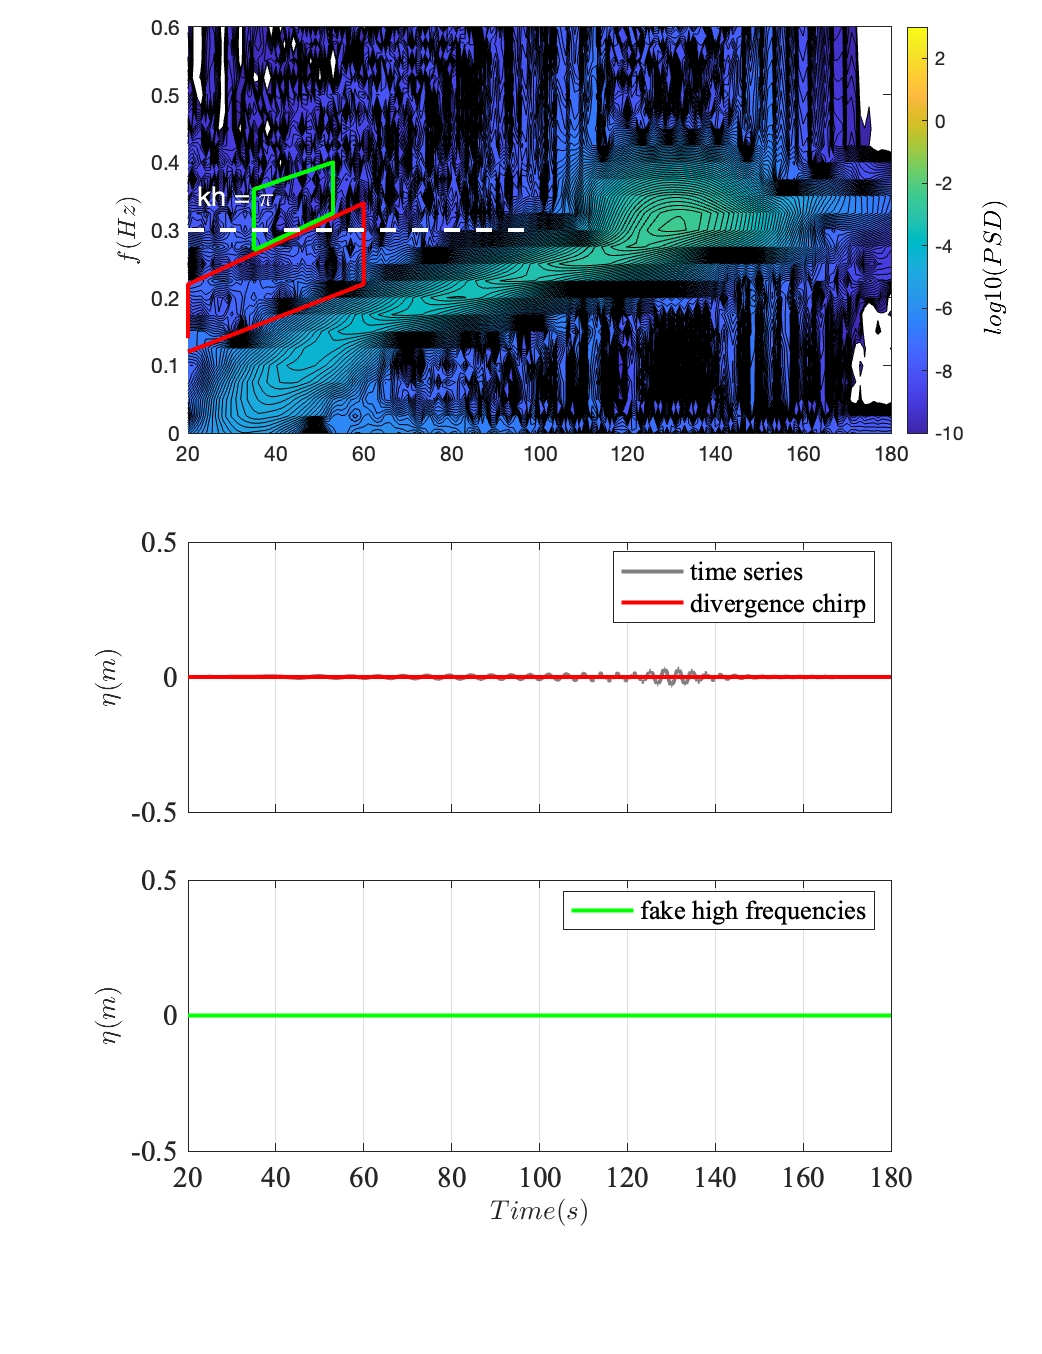 0.6
0.5
0.4
0.3
0.2
0.1
0
f(Hz)
kh = π
20 40 60 80 100 120 140 160 180
2
0
-2
-4
-6
-8
-10
log10(PSD)
0.5
0
-0.5
η(m)
time series
divergence chirp
0.5
0
-0.5
η(m)
fake high frequencies
20 40 60 80 100 120 140 160 180
Time(s)